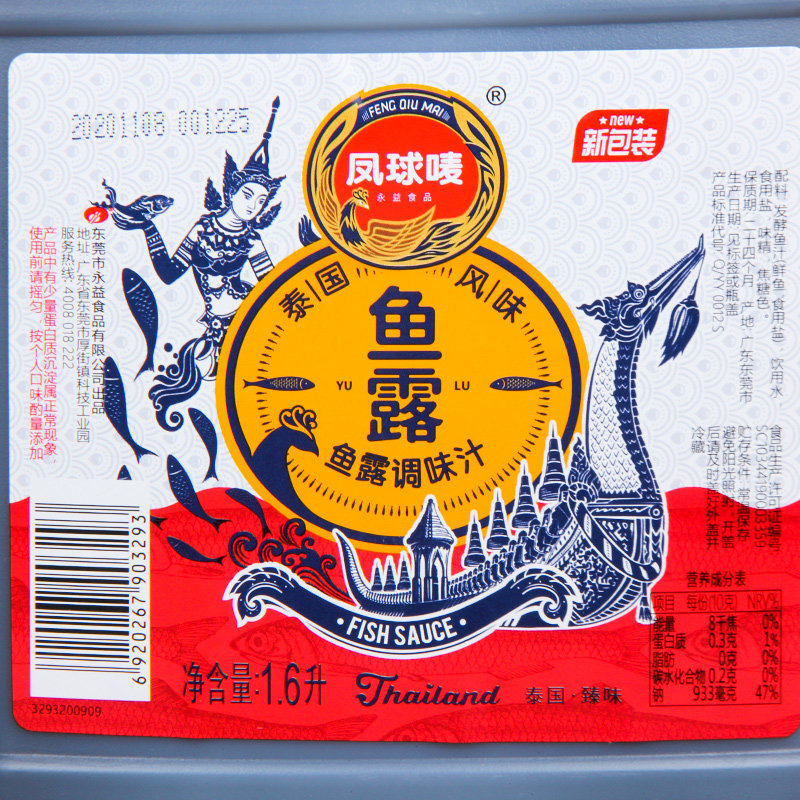 20201108 001225
FENG QIU MAI
凤球唛
永益食品
®
new
新包装
泰国风味
鱼露
YU LU
鱼露调味汁
FISH SAUCE
净含量:1.6升
Thailand
泰国·臻味
东莞市永益食品有限公司出品
地址:广东省东莞市厚街镇科技工业园
服务热线:4008 018 222
产品中有少量蛋白质沉淀属正常现象,
使用前请摇匀。按个人口味酌量添加
配料:发酵鱼汁(鲜鱼、食用盐)、饮用水、
食用盐、味精、焦糖色。
保质期:二十四个月 产地:广东东莞市
生产日期:见标签或瓶盖
产品标准代号:Q/YY 0012 S
食品生产许可证编号:
SC10344190003359
贮存条件:常温保存
避免阳光照射,开盖
后请及时旋好瓶盖并
冷藏
营养成分表
项目 每份(10克) NRV%
能量 8千焦 0%
蛋白质 0.3克 1%
脂肪 0克 0%
碳水化合物 0.2克 0%
钠 933毫克 47%
6920267903293
3293200909